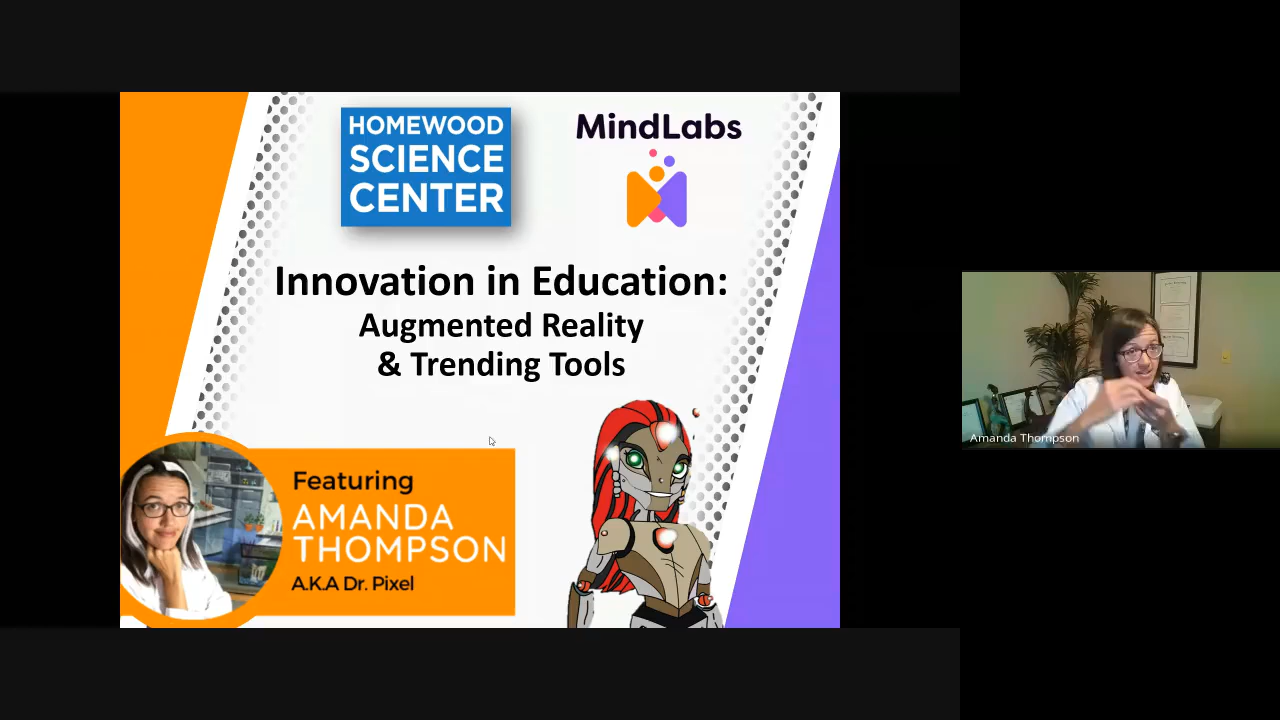 HOMEWOOD
SCIENCE
CENTER
MindLabs
Innovation in Education:
Augmented Reality
& Trending Tools
Featuring
AMANDA
THOMPSON
A.K.A Dr. Pixel
Amanda Thompson